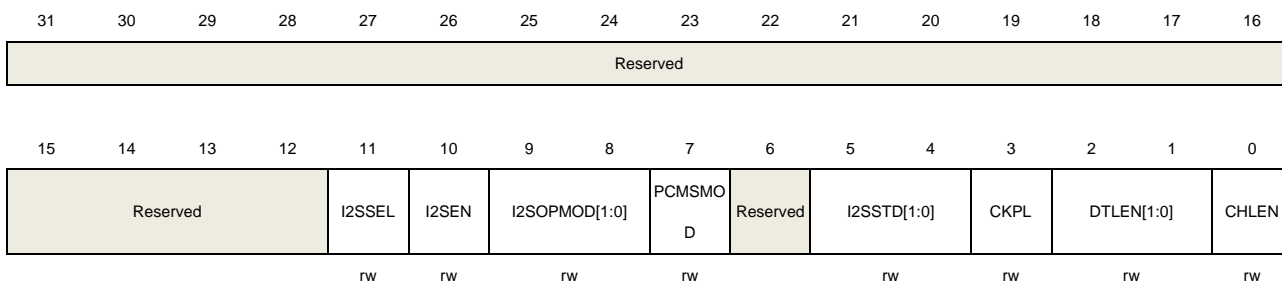 31 30 29 28 27 26 25 24 23 22 21 20 19 18 17 16
Reserved
15 14 13 12 11 10 9 8 7 6 5 4 3 2 1 0
Reserved I2SSEL I2SEN I2SOPMOD[1:0] PCMSMO
D Reserved I2SSTD[1:0] CKPL DTLEN[1:0] CHLEN
rw rw rw rw rw rw rw rw